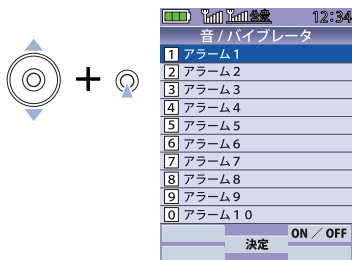 12:34
音/バイブレータ
1 アラーム1
2 アラーム2
3 アラーム3
4 アラーム4
5 アラーム5
6 アラーム6
7 アラーム7
8 アラーム8
9 アラーム9
0 アラーム10
ON/OFF
決定